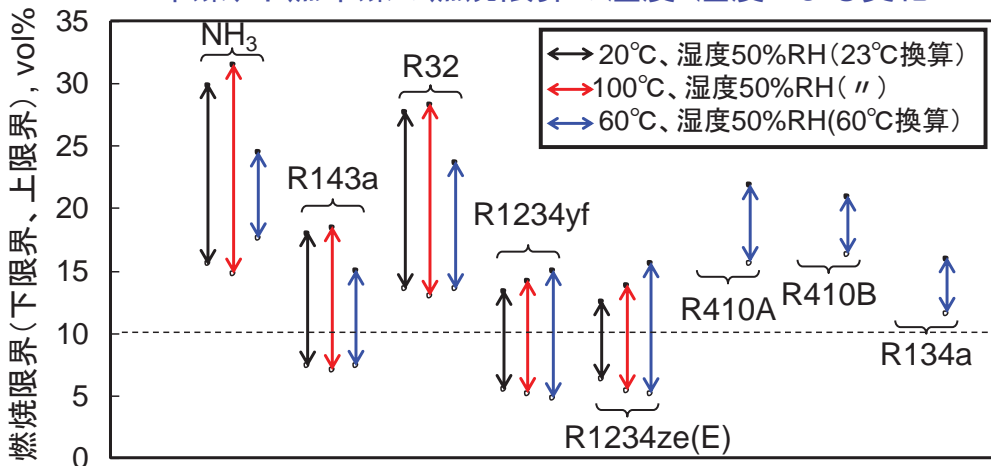 35
30
25
20
15
10
5
0
燃焼限界(下限界、上限界), vol%
NH3
R32
R143a
R1234yf
R1234ze(E)
R410A
R410B
R134a
20℃、湿度50%RH(23℃換算)
100℃、湿度50%RH(〃)
60℃、湿度50%RH(60℃換算)